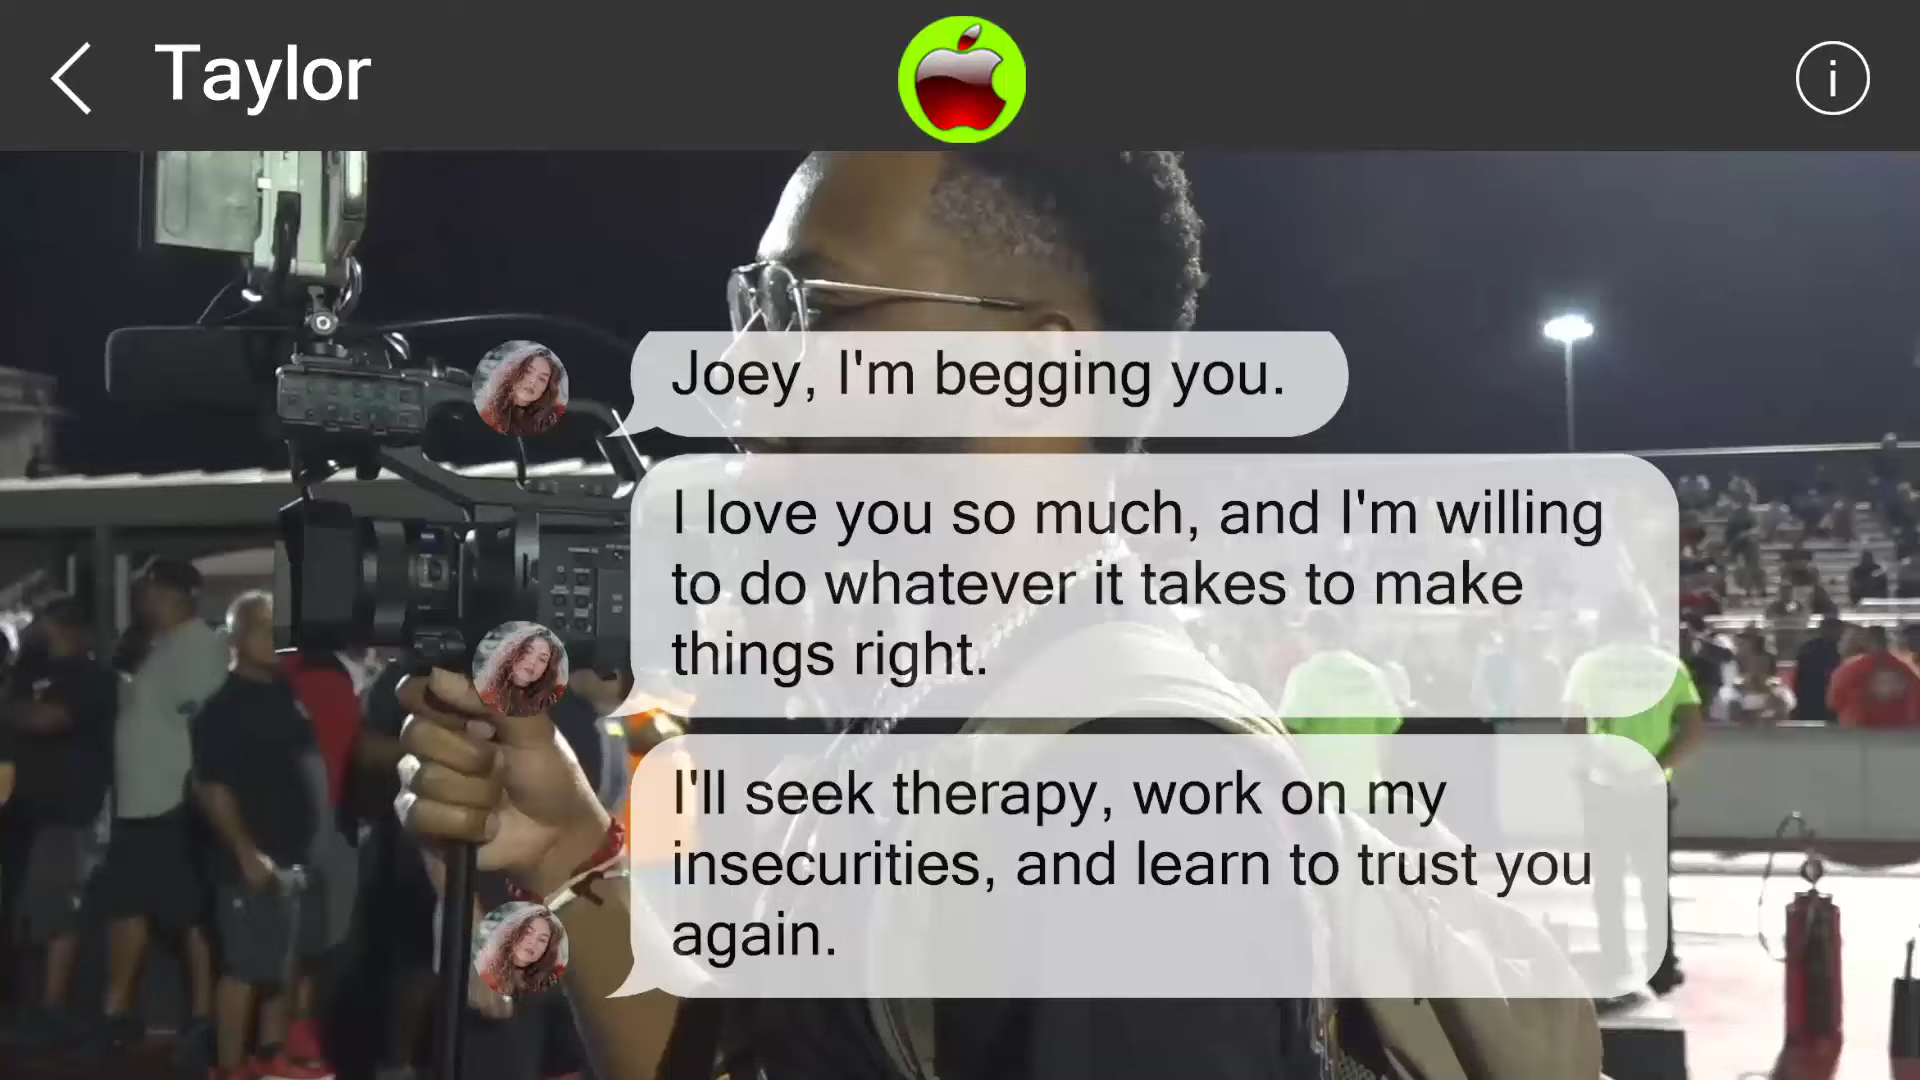 Taylor
Joey, I'm begging you.
I love you so much, and I'm willing
to do whatever it takes to make
things right.
I'll seek therapy, work on my
insecurities, and learn to trust you
again.